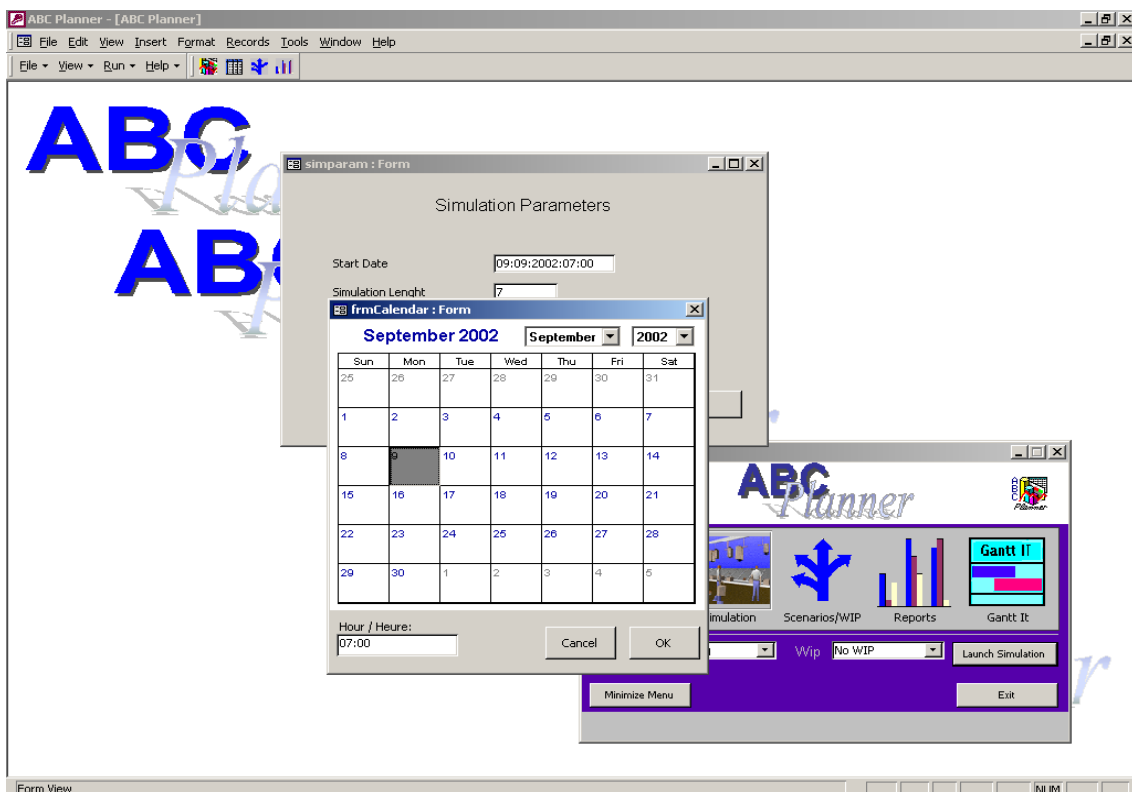 ABC Planner - [ABC Planner]
File Edit View Insert Format Records Tools Window Help
File View Run Help
ABC
ABC
simparam : Form
Simulation Parameters
Start Date 09:09:2002:07:00
Simulation Lenght 7
frmCalendar : Form
September 2002 September 2002
Sun Mon Tue Wed Thu Fri Sat
25 26 27 28 29 30 31
1 2 3 4 5 6 7
8 9 10 11 12 13 14
15 16 17 18 19 20 21
22 23 24 25 26 27 28
29 30 1 2 3 4 5
Hour / Heure:
07:00
Cancel OK
ABC Planner
ABC Planner
Gantt IT
Scenarios/WIP Reports Gantt It
Wip No WIP Launch Simulation
Minimize Menu Exit
Form View NUM